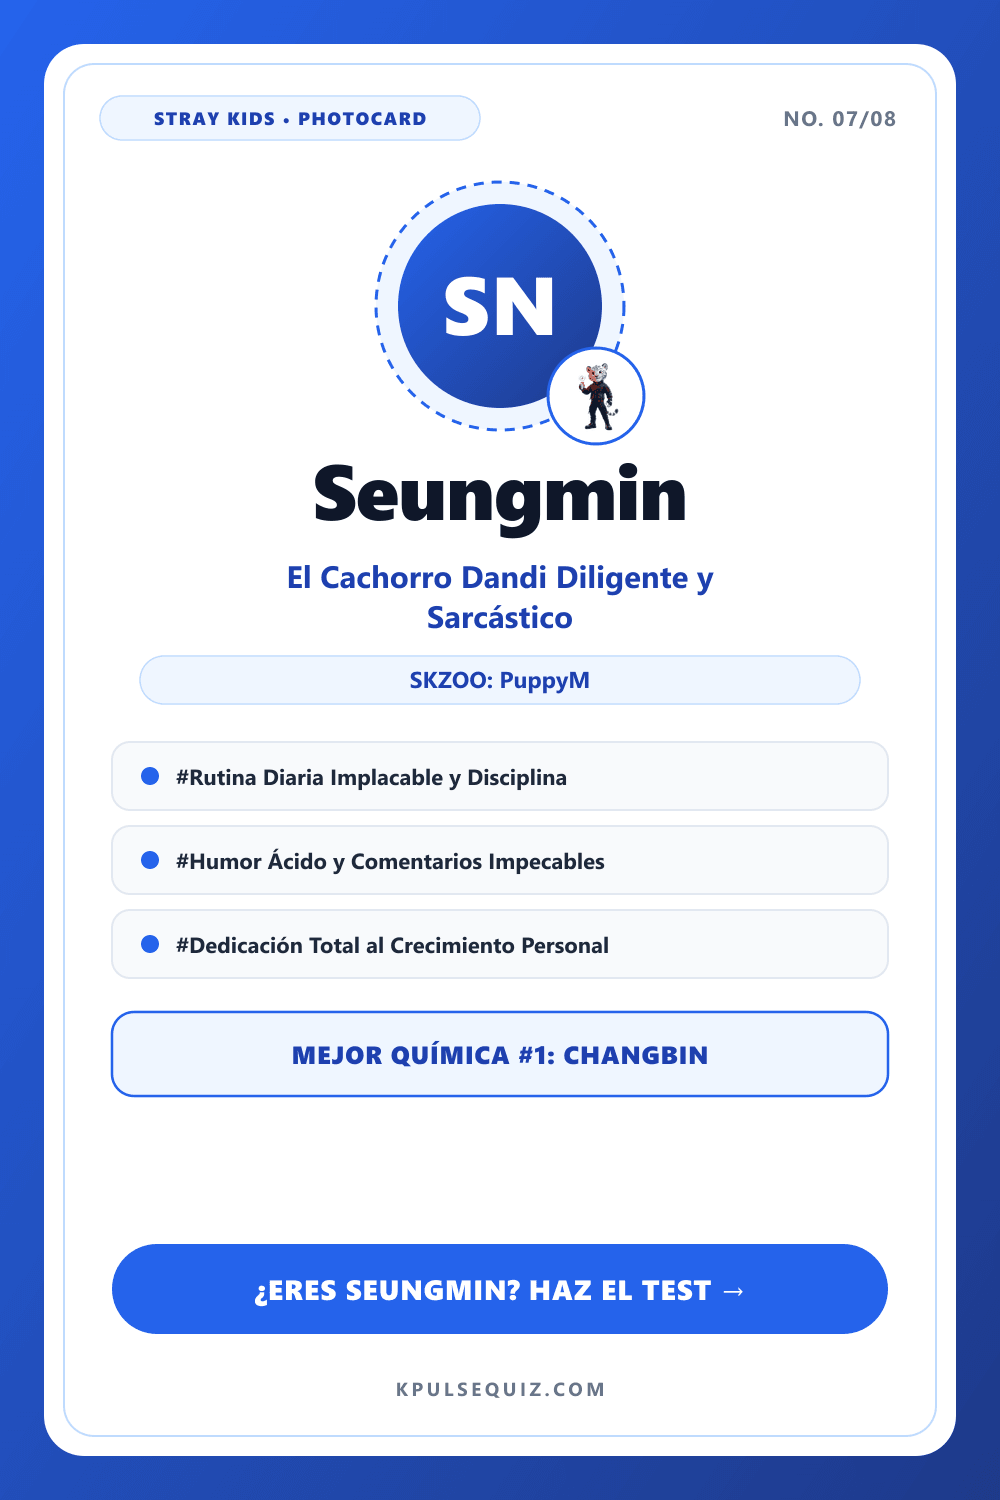 STRAY KIDS • PHOTOCARD
NO. 07/08
SN
Seungmin
El Cachorro Dandi Diligente y
Sarcástico
SKZOO: PuppyM
#Rutina Diaria Implacable y Disciplina
#Humor Ácido y Comentarios Impecables
#Dedicación Total al Crecimiento Personal
MEJOR QUÍMICA #1: CHANGBIN
¿ERES SEUNGMIN? HAZ EL TEST →
KPULSEQUIZ.COM